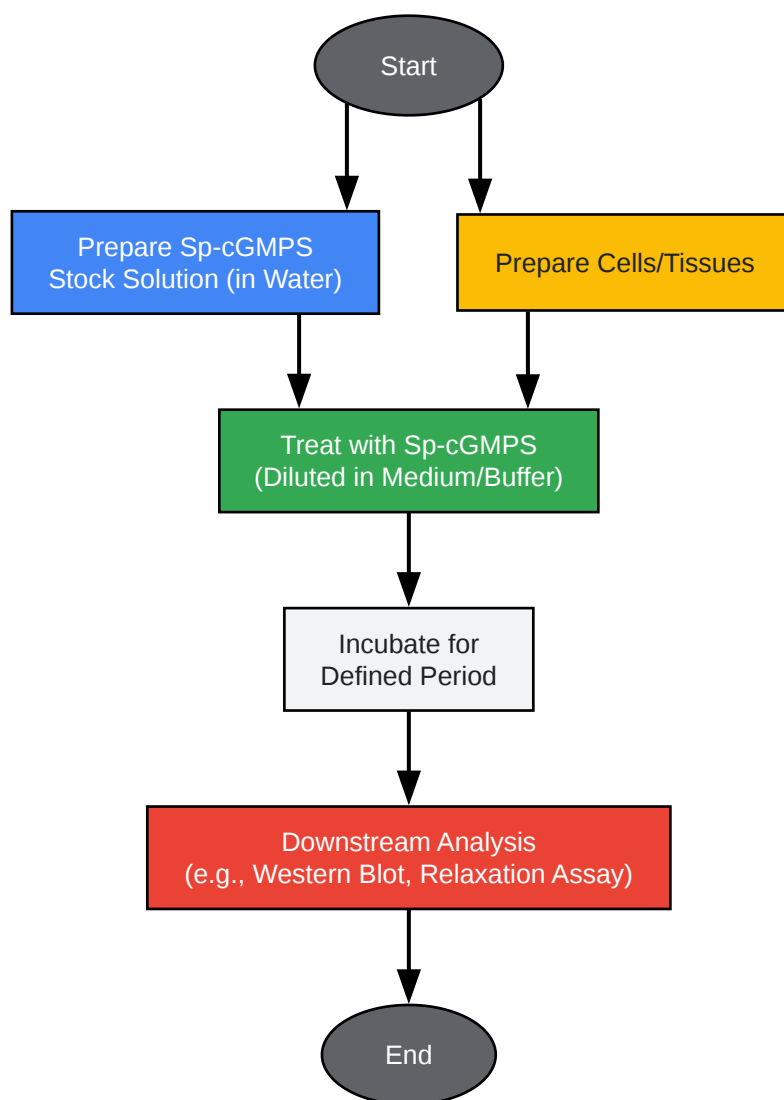 Start
Prepare Sp-cGMPS
Stock Solution (in Water)
Prepare Cells/Tissues
Treat with Sp-cGMPS
(Diluted in Medium/Buffer)
Incubate for
Defined Period
Downstream Analysis
(e.g., Western Blot, Relaxation Assay)
End